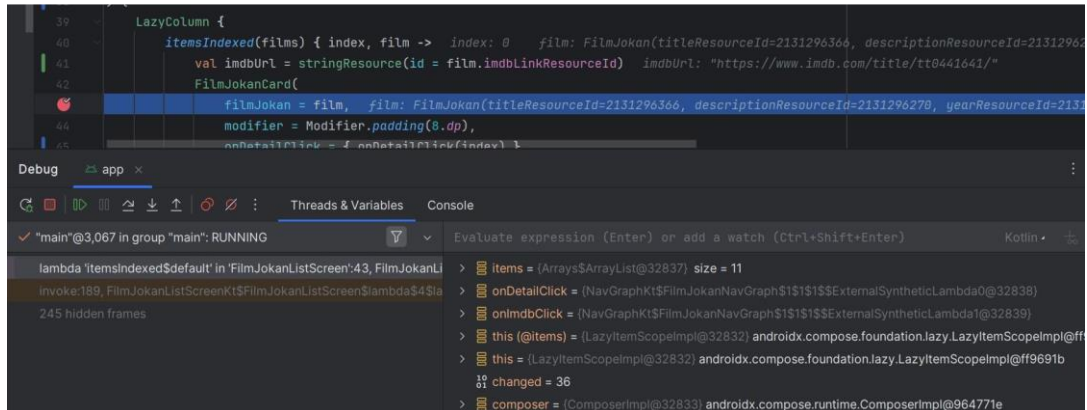 39 LazyColumn {
40 itemsIndexed(films) { index, film -> index: 0 film: FilmJokan(titleResourceId=2131296366, descriptionResourceId=21312962
41 val imdbUrl = stringResource(id = film.imdbLinkResourceId) imdbUrl: "https://www.imdb.com/title/tt0441641/"
42 FilmJokanCard(
filmJokan = film, film: FilmJokan(titleResourceId=2131296366, descriptionResourceId=2131296270, yearResourceId=2131
44 modifier = Modifier.padding(8.dp),
45 onDetailClick = { onDetailClick(index) }
Debug app
Threads & Variables Console
"main"@3,067 in group "main": RUNNING
Evaluate expression (Enter) or add a watch (Ctrl+Shift+Enter) Kotlin
lambda 'itemsIndexed$default' in 'FilmJokanListScreen':43, FilmJokanLi
invoke:189, FilmJokanListScreenKt$FilmJokanListScreen$lambda$4$la
245 hidden frames
items = {Arrays$ArrayList@32837} size = 11
onDetailClick = {NavGraphKt$FilmJokanNavGraph$1$1$1$$ExternalSyntheticLambda0@32838}
onImdbClick = {NavGraphKt$FilmJokanNavGraph$1$1$1$$ExternalSyntheticLambda1@32839}
this (@items) = {LazyItemScopeImpl@32832} androidx.compose.foundation.lazy.LazyItemScopeImpl@ff
this = {LazyItemScopeImpl@32832} androidx.compose.foundation.lazy.LazyItemScopeImpl@ff9691b
changed = 36
composer = {ComposerImpl@32833} androidx.compose.runtime.ComposerImpl@964771e